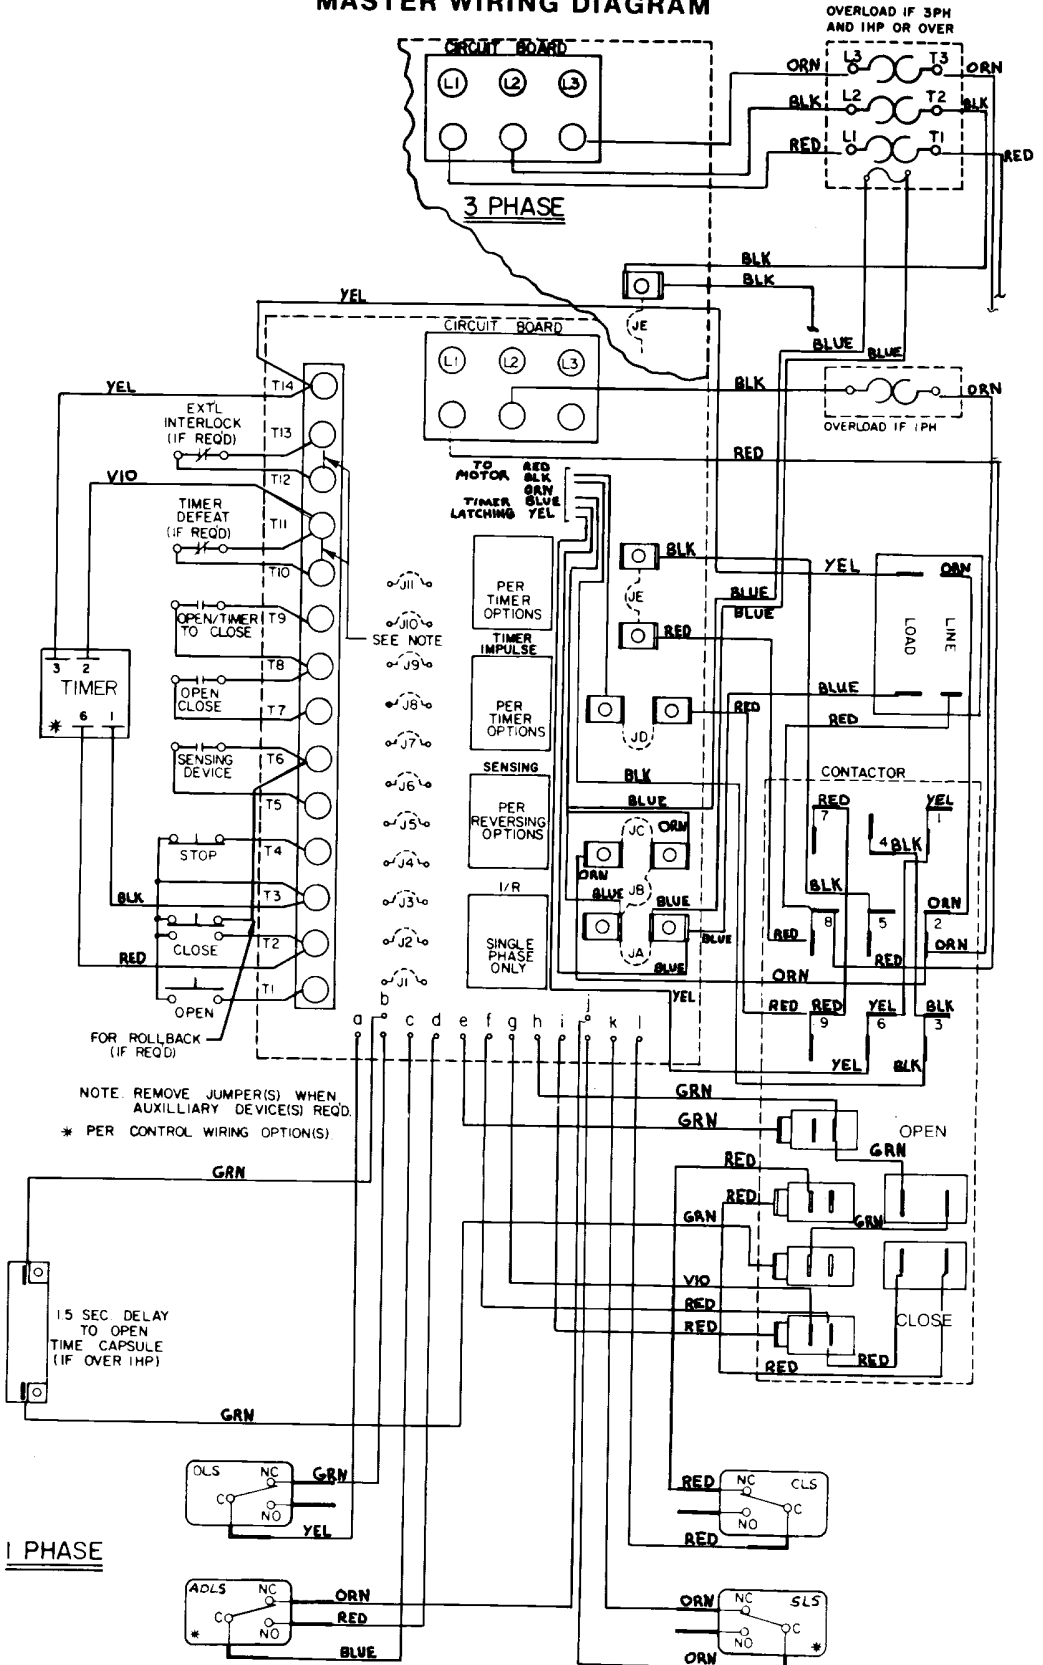 MASTER WIRING DIAGRAM
OVERLOAD IF 3PH
AND 1HP OR OVER
CIRCUIT BOARD
L1 L2 L3
ORN L3 T3 ORN
BLK L2 T2 BLK
RED L1 T1 RED
3 PHASE
BLK
BLK
JE
YEL
BLUE
BLUE
CIRCUIT BOARD
L1 L2 L3
BLK
ORN
OVERLOAD IF 1PH
RED
YEL
T14
EXT'L
INTERLOCK
(IF REQ'D)
T13
T12
VIO
TIMER
DEFEAT
(IF REQ'D)
T11
T10
OPEN/TIMER
TO CLOSE
T9
T8
OPEN
CLOSE
T7
SENSING
DEVICE
T6
T5
STOP
T4
BLK
T3
CLOSE
T2
RED
T1
OPEN
3 2
TIMER
6 1
*
FOR ROLLBACK
(IF REQ'D)
SEE NOTE
J11
J10
J9
J8
J7
J6
J5
J4
J3
J2
J1
TO
MOTOR
RED
BLK
ORN
TIMER
LATCHING
BLUE
YEL
PER
TIMER
OPTIONS
TIMER
IMPULSE
PER
TIMER
OPTIONS
SENSING
PER
REVERSING
OPTIONS
I/R
SINGLE
PHASE
ONLY
BLK
JE
RED
BLUE
BLUE
JD
RED
BLK
BLUE
JC
ORN
ORN
JB
BLUE
BLUE
JA
BLUE
BLUE
YEL
YEL
ORN
LOAD
LINE
BLUE
RED
CONTACTOR
RED
7
YEL
1
4
BLK
BLK
8
5
ORN
2
RED
RED
ORN
ORN
RED
RED
9
YEL
6
BLK
3
YEL
BLK
a b c d e f g h i j k l
NOTE. REMOVE JUMPER(S) WHEN
AUXILLIARY DEVICE(S) REQ'D.
* PER CONTROL WIRING OPTION(S)
GRN
GRN
OPEN
GRN
RED
RED
GRN
GRN
VIO
RED
RED
CLOSE
RED
RED
GRN
1.5 SEC. DELAY
TO OPEN
TIME CAPSULE
(IF OVER 1HP)
GRN
OLS
NC
C
NO
GRN
YEL
RED
NC
CLS
C
NO
RED
1 PHASE
ADLS
NC
C
NO
*
ORN
RED
BLUE
ORN
NC
SLS
C
NO
*
ORN